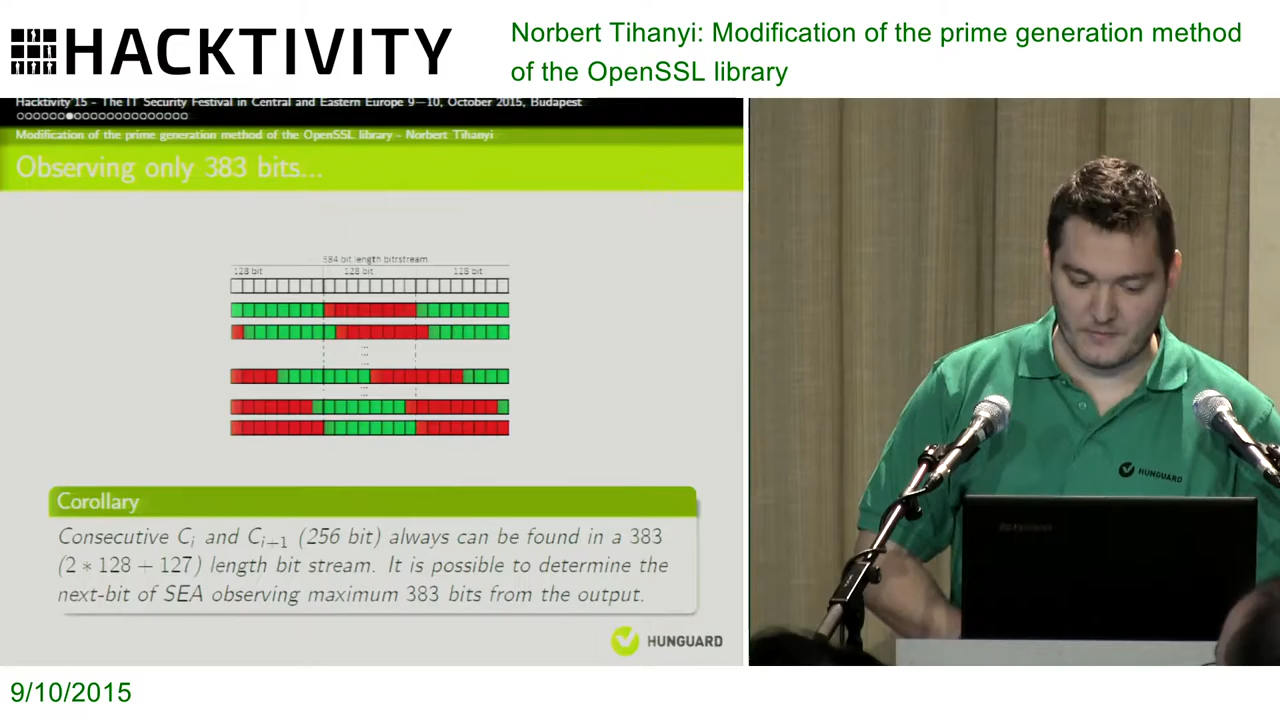 HACKTIVITY
Norbert Tihanyi: Modification of the prime generation method
of the OpenSSL library
Hacktivity'15 - The IT Security Festival in Central and Eastern Europe 9-10, October 2015, Budapest
Modification of the prime generation method of the OpenSSL library - Norbert Tihanyi
Observing only 383 bits...
384 bit length bitrstream
128 bit 128 bit 128 bit
...
...
...
...
Corollary
Consecutive Ci and Ci+1 (256 bit) always can be found in a 383
(2 * 128 + 127) length bit stream. It is possible to determine the
next-bit of SEA observing maximum 383 bits from the output.
HUNGUARD
HUNGUARD
9/10/2015